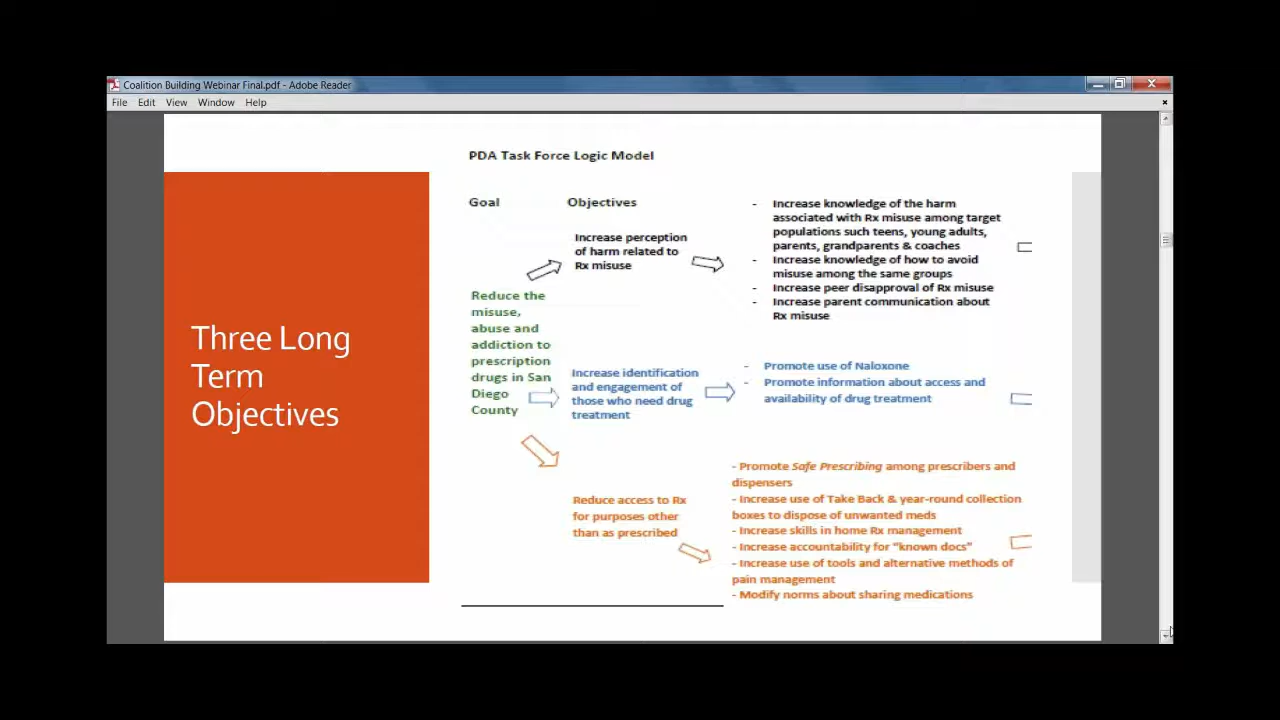 Coalition Building Webinar Final.pdf - Adobe Reader
File Edit View Window Help
Three Long
Term
Objectives
PDA Task Force Logic Model
Goal
Objectives
Reduce the
misuse,
abuse and
addiction to
prescription
drugs in San
Diego
County
Increase perception
of harm related to
Rx misuse
- Increase knowledge of the harm
associated with Rx misuse among target
populations such teens, young adults,
parents, grandparents & coaches
- Increase knowledge of how to avoid
misuse among the same groups
- Increase peer disapproval of Rx misuse
- Increase parent communication about
Rx misuse
Increase identification
and engagement of
those who need drug
treatment
- Promote use of Naloxone
- Promote information about access and
availability of drug treatment
Reduce access to Rx
for purposes other
than as prescribed
- Promote Safe Prescribing among prescribers and
dispensers
- Increase use of Take Back & year-round collection
boxes to dispose of unwanted meds
- Increase skills in home Rx management
- Increase accountability for “known docs”
- Increase use of tools and alternative methods of
pain management
- Modify norms about sharing medications